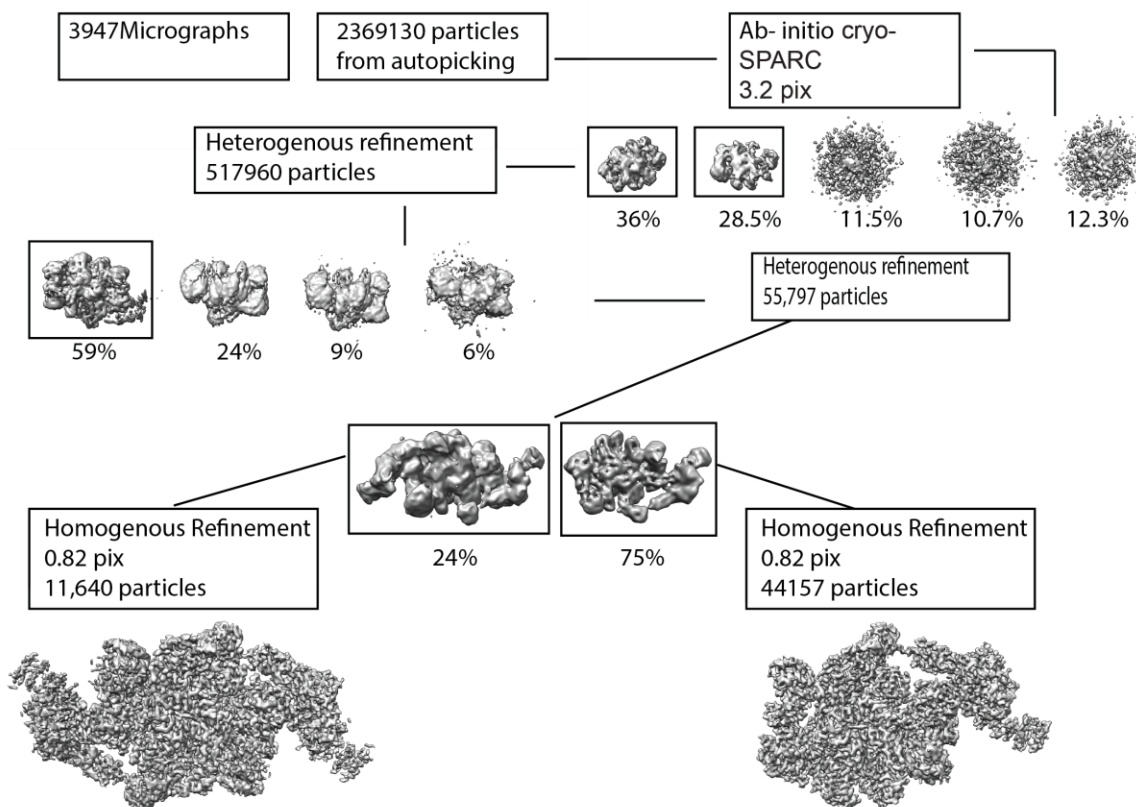 3947Micrographs
2369130 particles
from autopicking
Ab- initio cryo-
SPARC
3.2 pix
Heterogenous refinement
517960 particles
36%
28.5%
11.5%
10.7%
12.3%
Heterogenous refinement
55,797 particles
59%
24%
9%
6%
24%
75%
Homogenous Refinement
0.82 pix
11,640 particles
Homogenous Refinement
0.82 pix
44157 particles